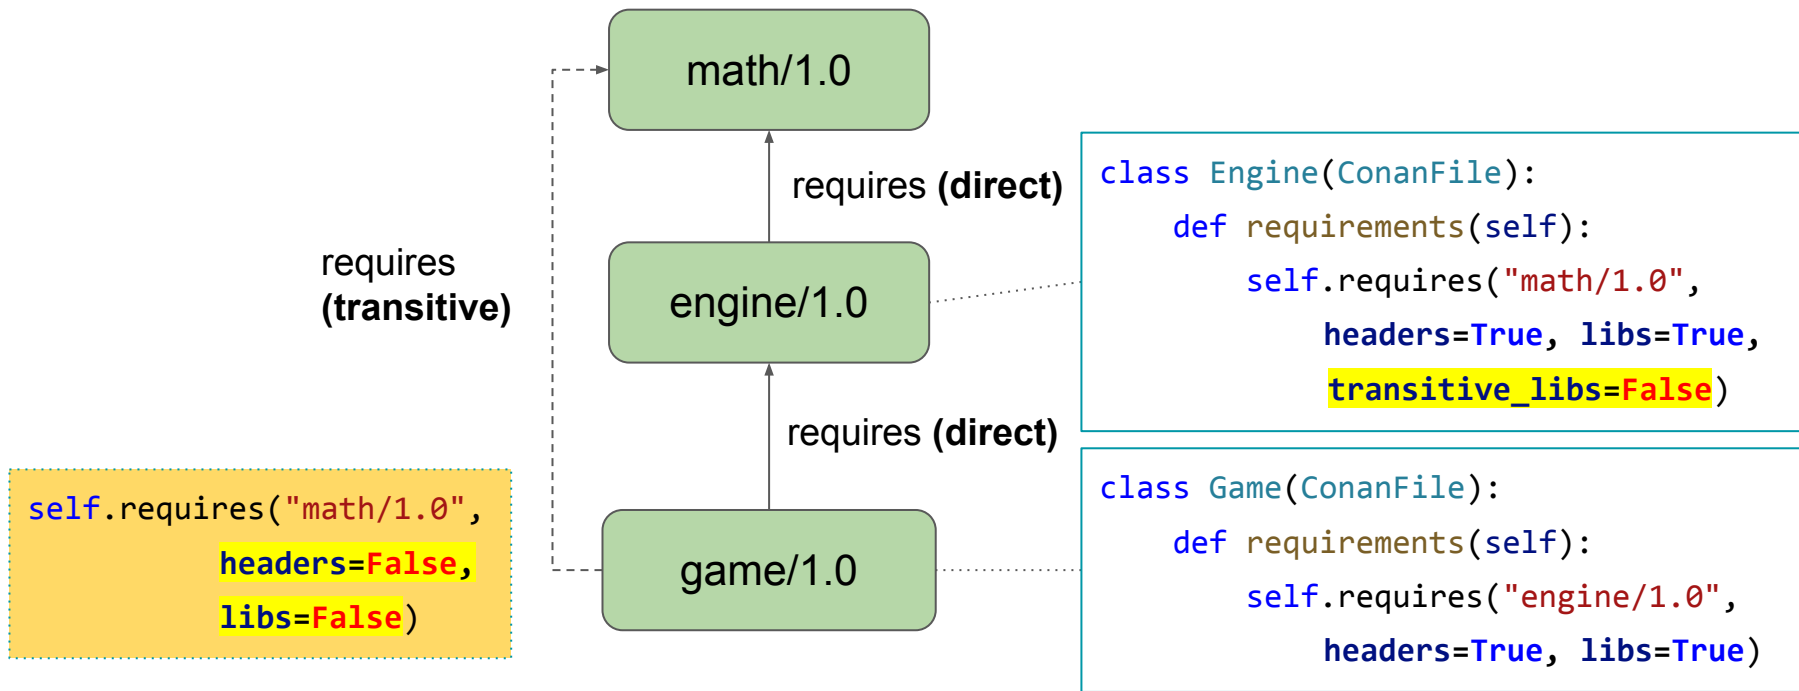 math/1.0
requires (direct)
class Engine(ConanFile):
def requirements(self):
self.requires("math/1.0",
headers=True, libs=True,
transitive_libs=False)
requires
(transitive)
engine/1.0
requires (direct)
self.requires("math/1.0",
headers=False,
libs=False)
game/1.0
class Game(ConanFile):
def requirements(self):
self.requires("engine/1.0",
headers=True, libs=True)